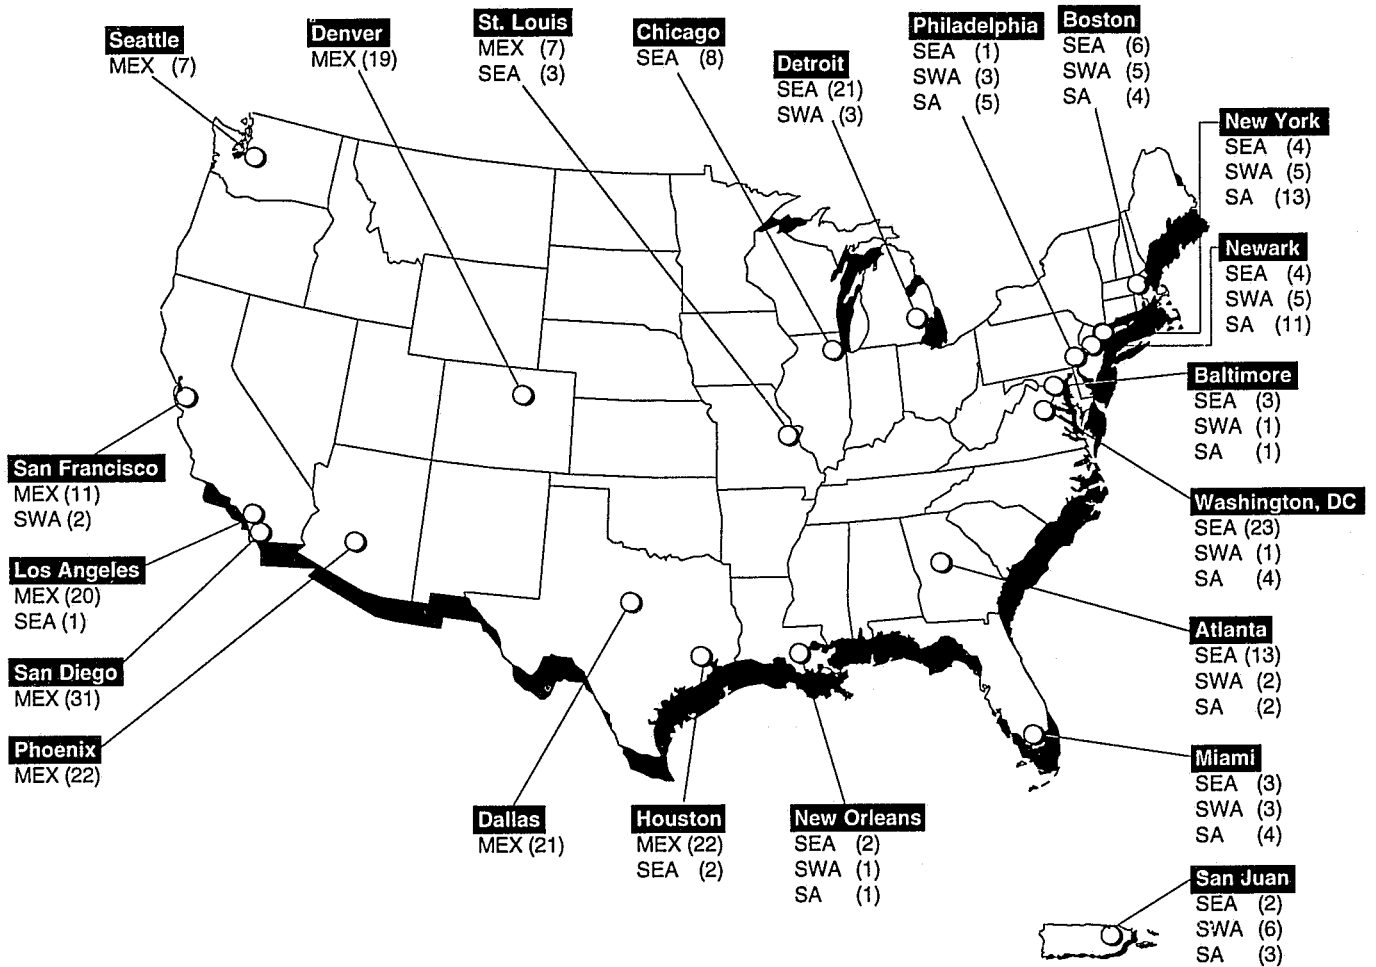 Seattle
MEX (7)
Denver
MEX (19)
St. Louis
MEX (7)
SEA (3)
Chicago
SEA (8)
Detroit
SEA (21)
SWA (3)
Philadelphia
SEA (1)
SWA (3)
SA (5)
Boston
SEA (6)
SWA (5)
SA (4)
New York
SEA (4)
SWA (5)
SA (13)
Newark
SEA (4)
SWA (5)
SA (11)
Baltimore
SEA (3)
SWA (1)
SA (1)
Washington, DC
SEA (23)
SWA (1)
SA (4)
Atlanta
SEA (13)
SWA (2)
SA (2)
Miami
SEA (3)
SWA (3)
SA (4)
San Juan
SEA (2)
SWA (6)
SA (3)
San Francisco
MEX (11)
SWA (2)
Los Angeles
MEX (20)
SEA (1)
San Diego
MEX (31)
Phoenix
MEX (22)
Dallas
MEX (21)
Houston
MEX (22)
SEA (2)
New Orleans
SEA (2)
SWA (1)
SA (1)